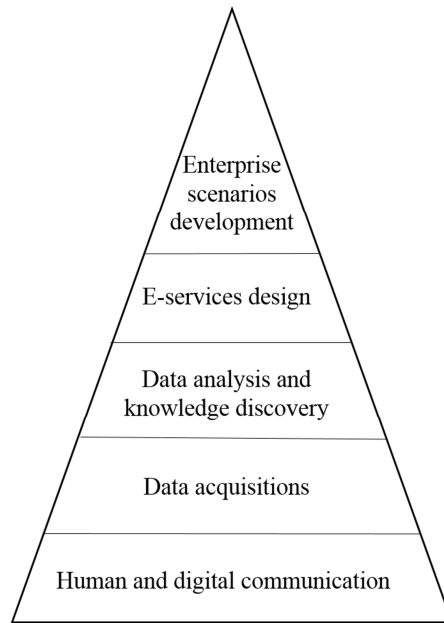 Enterprise
scenarios
development
E-services design
Data analysis and
knowledge discovery
Data acquisitions
Human and digital communication